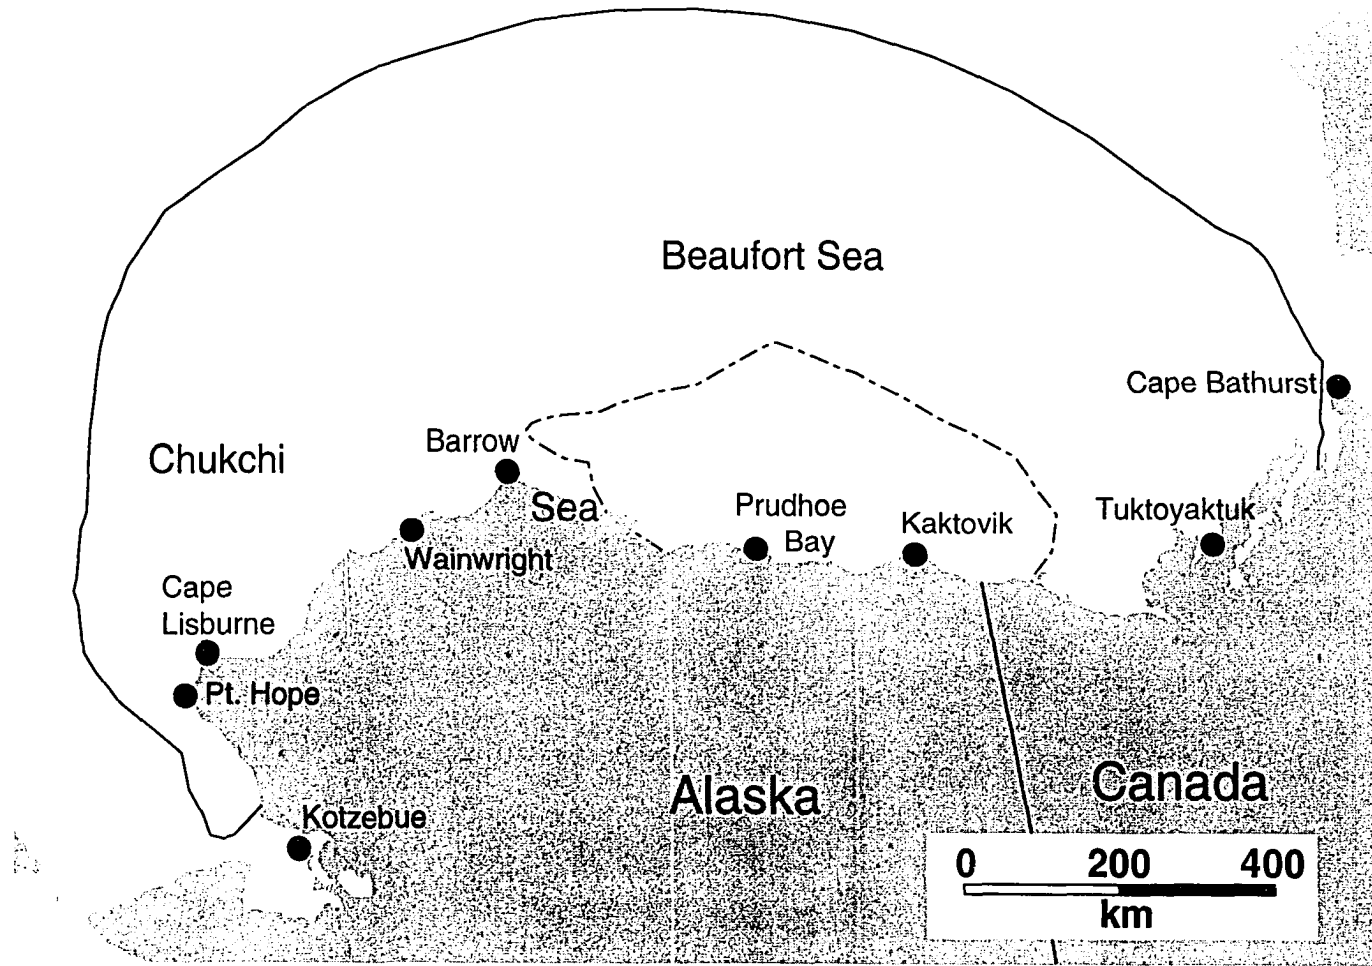 Beaufort Sea
Cape Bathurst
Chukchi
Barrow
Sea
Prudhoe
Bay
Kaktovik
Tuktoyaktuk
Wainwright
Cape
Lisburne
Pt. Hope
Alaska
Canada
Kotzebue
0 200 400
km